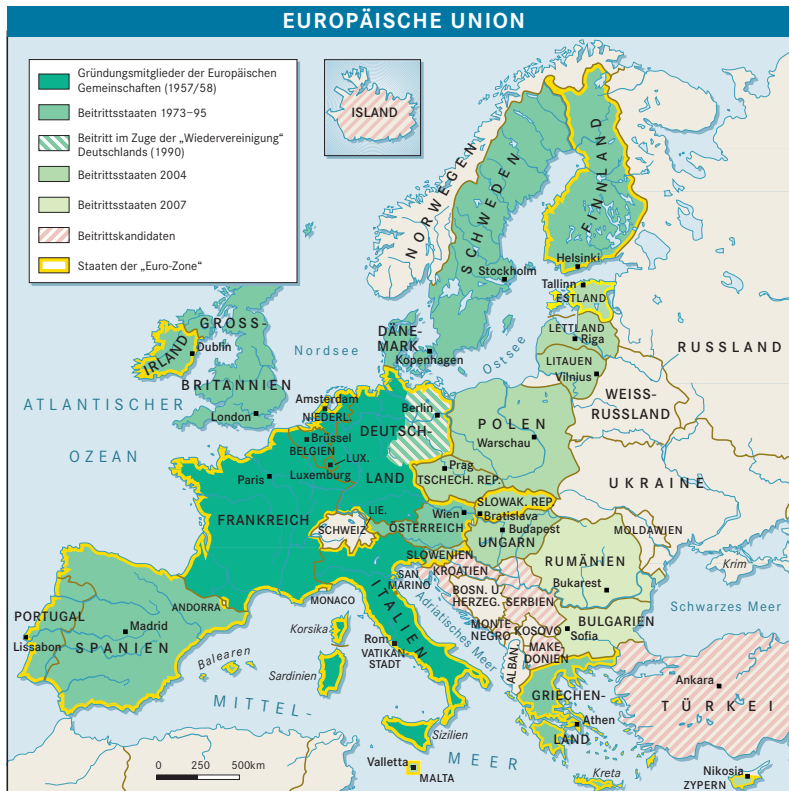 EUROPÄISCHE UNION
Gründungsmitglieder der Europäischen
Gemeinschaften (1957/58)
Beitrittsstaaten 1973–95
Beitritt im Zuge der „Wiedervereinigung"
Deutschlands (1990)
Beitrittsstaaten 2004
Beitrittsstaaten 2007
Beitrittskandidaten
Staaten der „Euro-Zone"
ISLAND
NORWEGEN
SCHWEDEN
FINNLAND
Helsinki
Stockholm
Tallinn
ESTLAND
LETTLAND
Riga
LITAUEN
Vilnius
RUSSLAND
WEISS-
RUSSLAND
GROSS-
BRITANNIEN
IRLAND
Dublin
London
Nordsee
DÄNE-
MARK
Kopenhagen
Ostsee
ATLANTISCHER
OZEAN
Amsterdam
NIEDERL.
Brüssel
BELGIEN
LUX.
Luxemburg
Berlin
DEUTSCH-
LAND
POLEN
Warschau
Prag
TSCHECH. REP.
UKRAINE
Paris
FRANKREICH
LIE.
SCHWEIZ
Wien
ÖSTERREICH
SLOWAK. REP.
Bratislava
Budapest
UNGARN
MOLDAWIEN
RUMÄNIEN
Bukarest
Krim
SLOWENIEN
KROATIEN
SAN
MARINO
BOSN. U.
HERZEG.
SERBIEN
Schwarzes Meer
BULGARIEN
Sofia
MONTE-
NEGRO
KOSOVO
MAKE-
DONIEN
ALBAN.
Adriatisches Meer
ANDORRA
MONACO
Korsika
ITALIEN
Rom
VATIKAN
STADT
Sardinien
PORTUGAL
Lissabon
Madrid
SPANIEN
Balearen
MITTEL-
MEER
Sizilien
GRIECHEN-
LAND
Athen
Kreta
Ankara
TÜRKEI
Nikosia
ZYPERN
Valletta
MALTA
0 250 500km